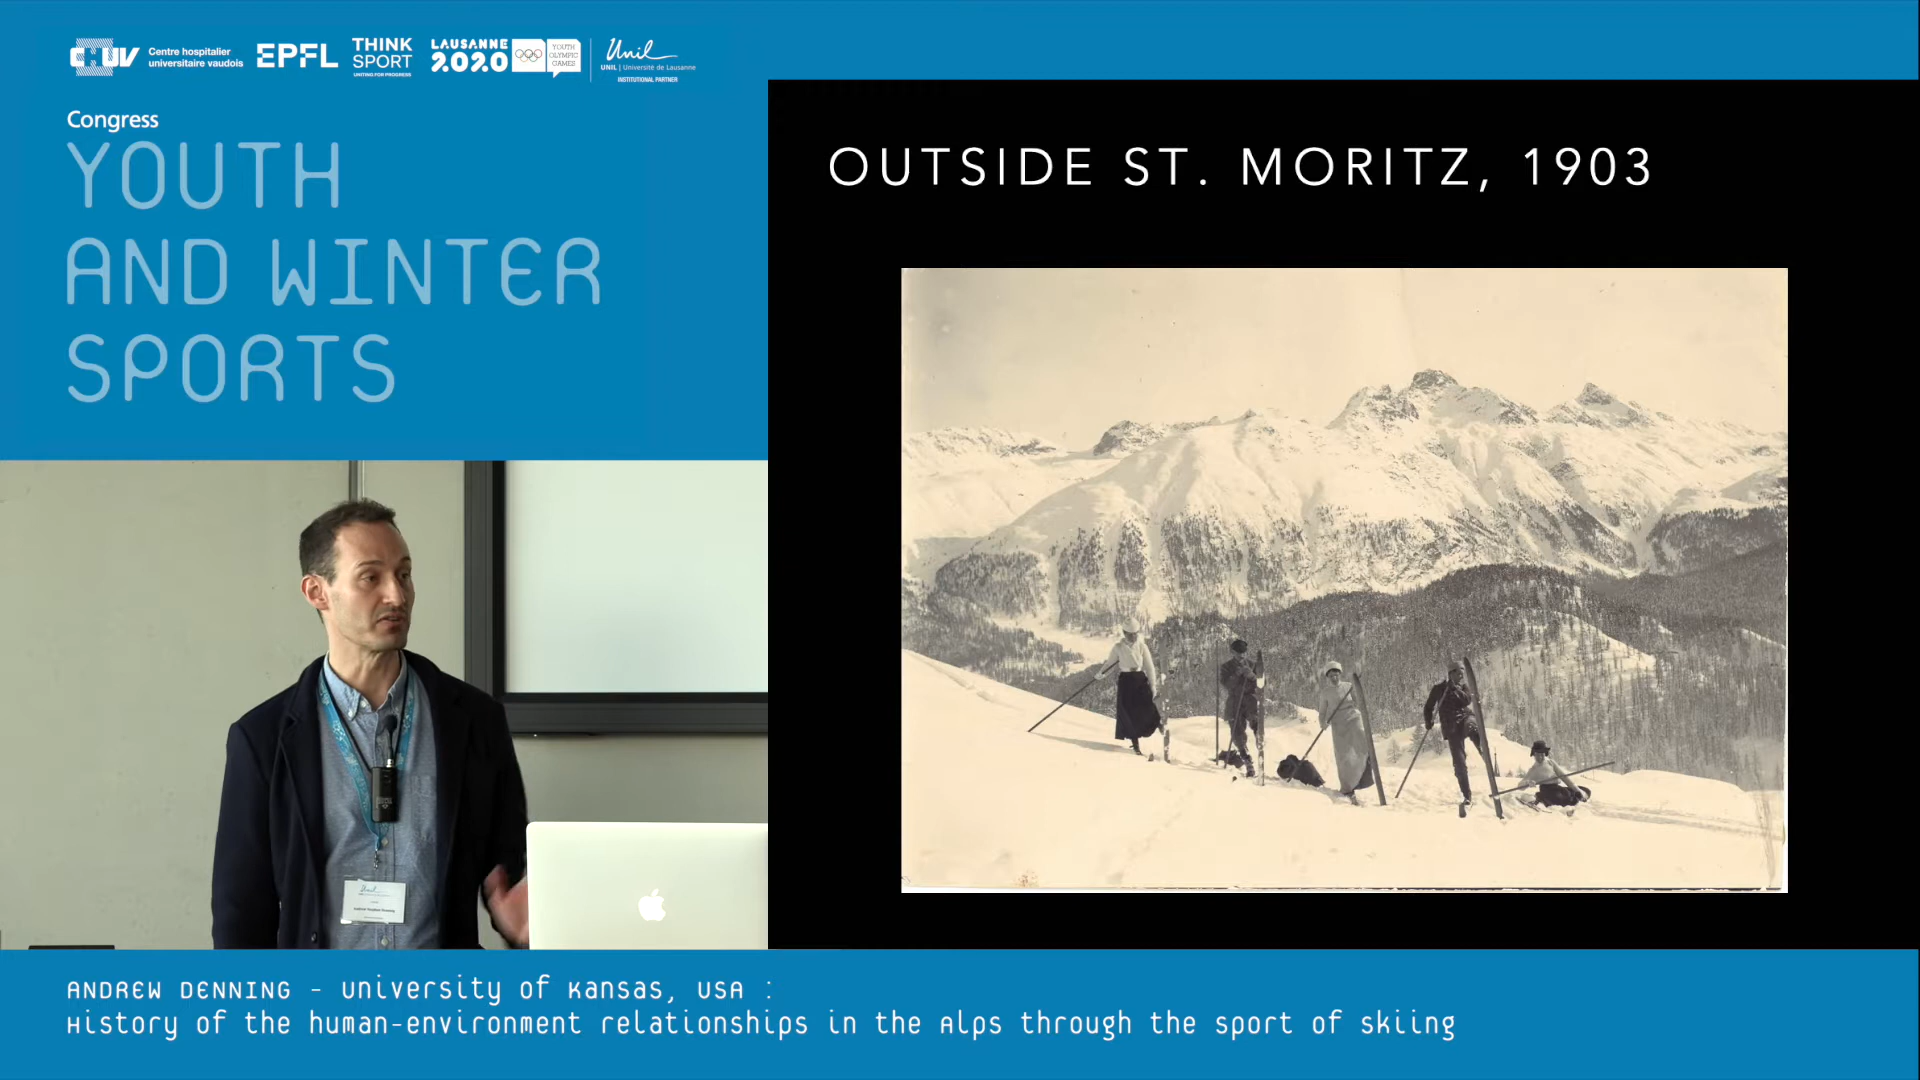 CHUV
Centre hospitalier
universitaire vaudois
EPFL
THINK
SPORT
UNITING FOR PROGRESS
LAUSANNE
2020
YOUTH
OLYMPIC
GAMES
Unil
UNIL | Université de Lausanne
INSTITUTIONAL PARTNER
Congress
YOUTH
AND WINTER
SPORTS
OUTSIDE ST. MORITZ, 1903
Unil
ANDREW DENNING - University of Kansas, USA :
History of the human-environment relationships in the Alps through the sport of skiing